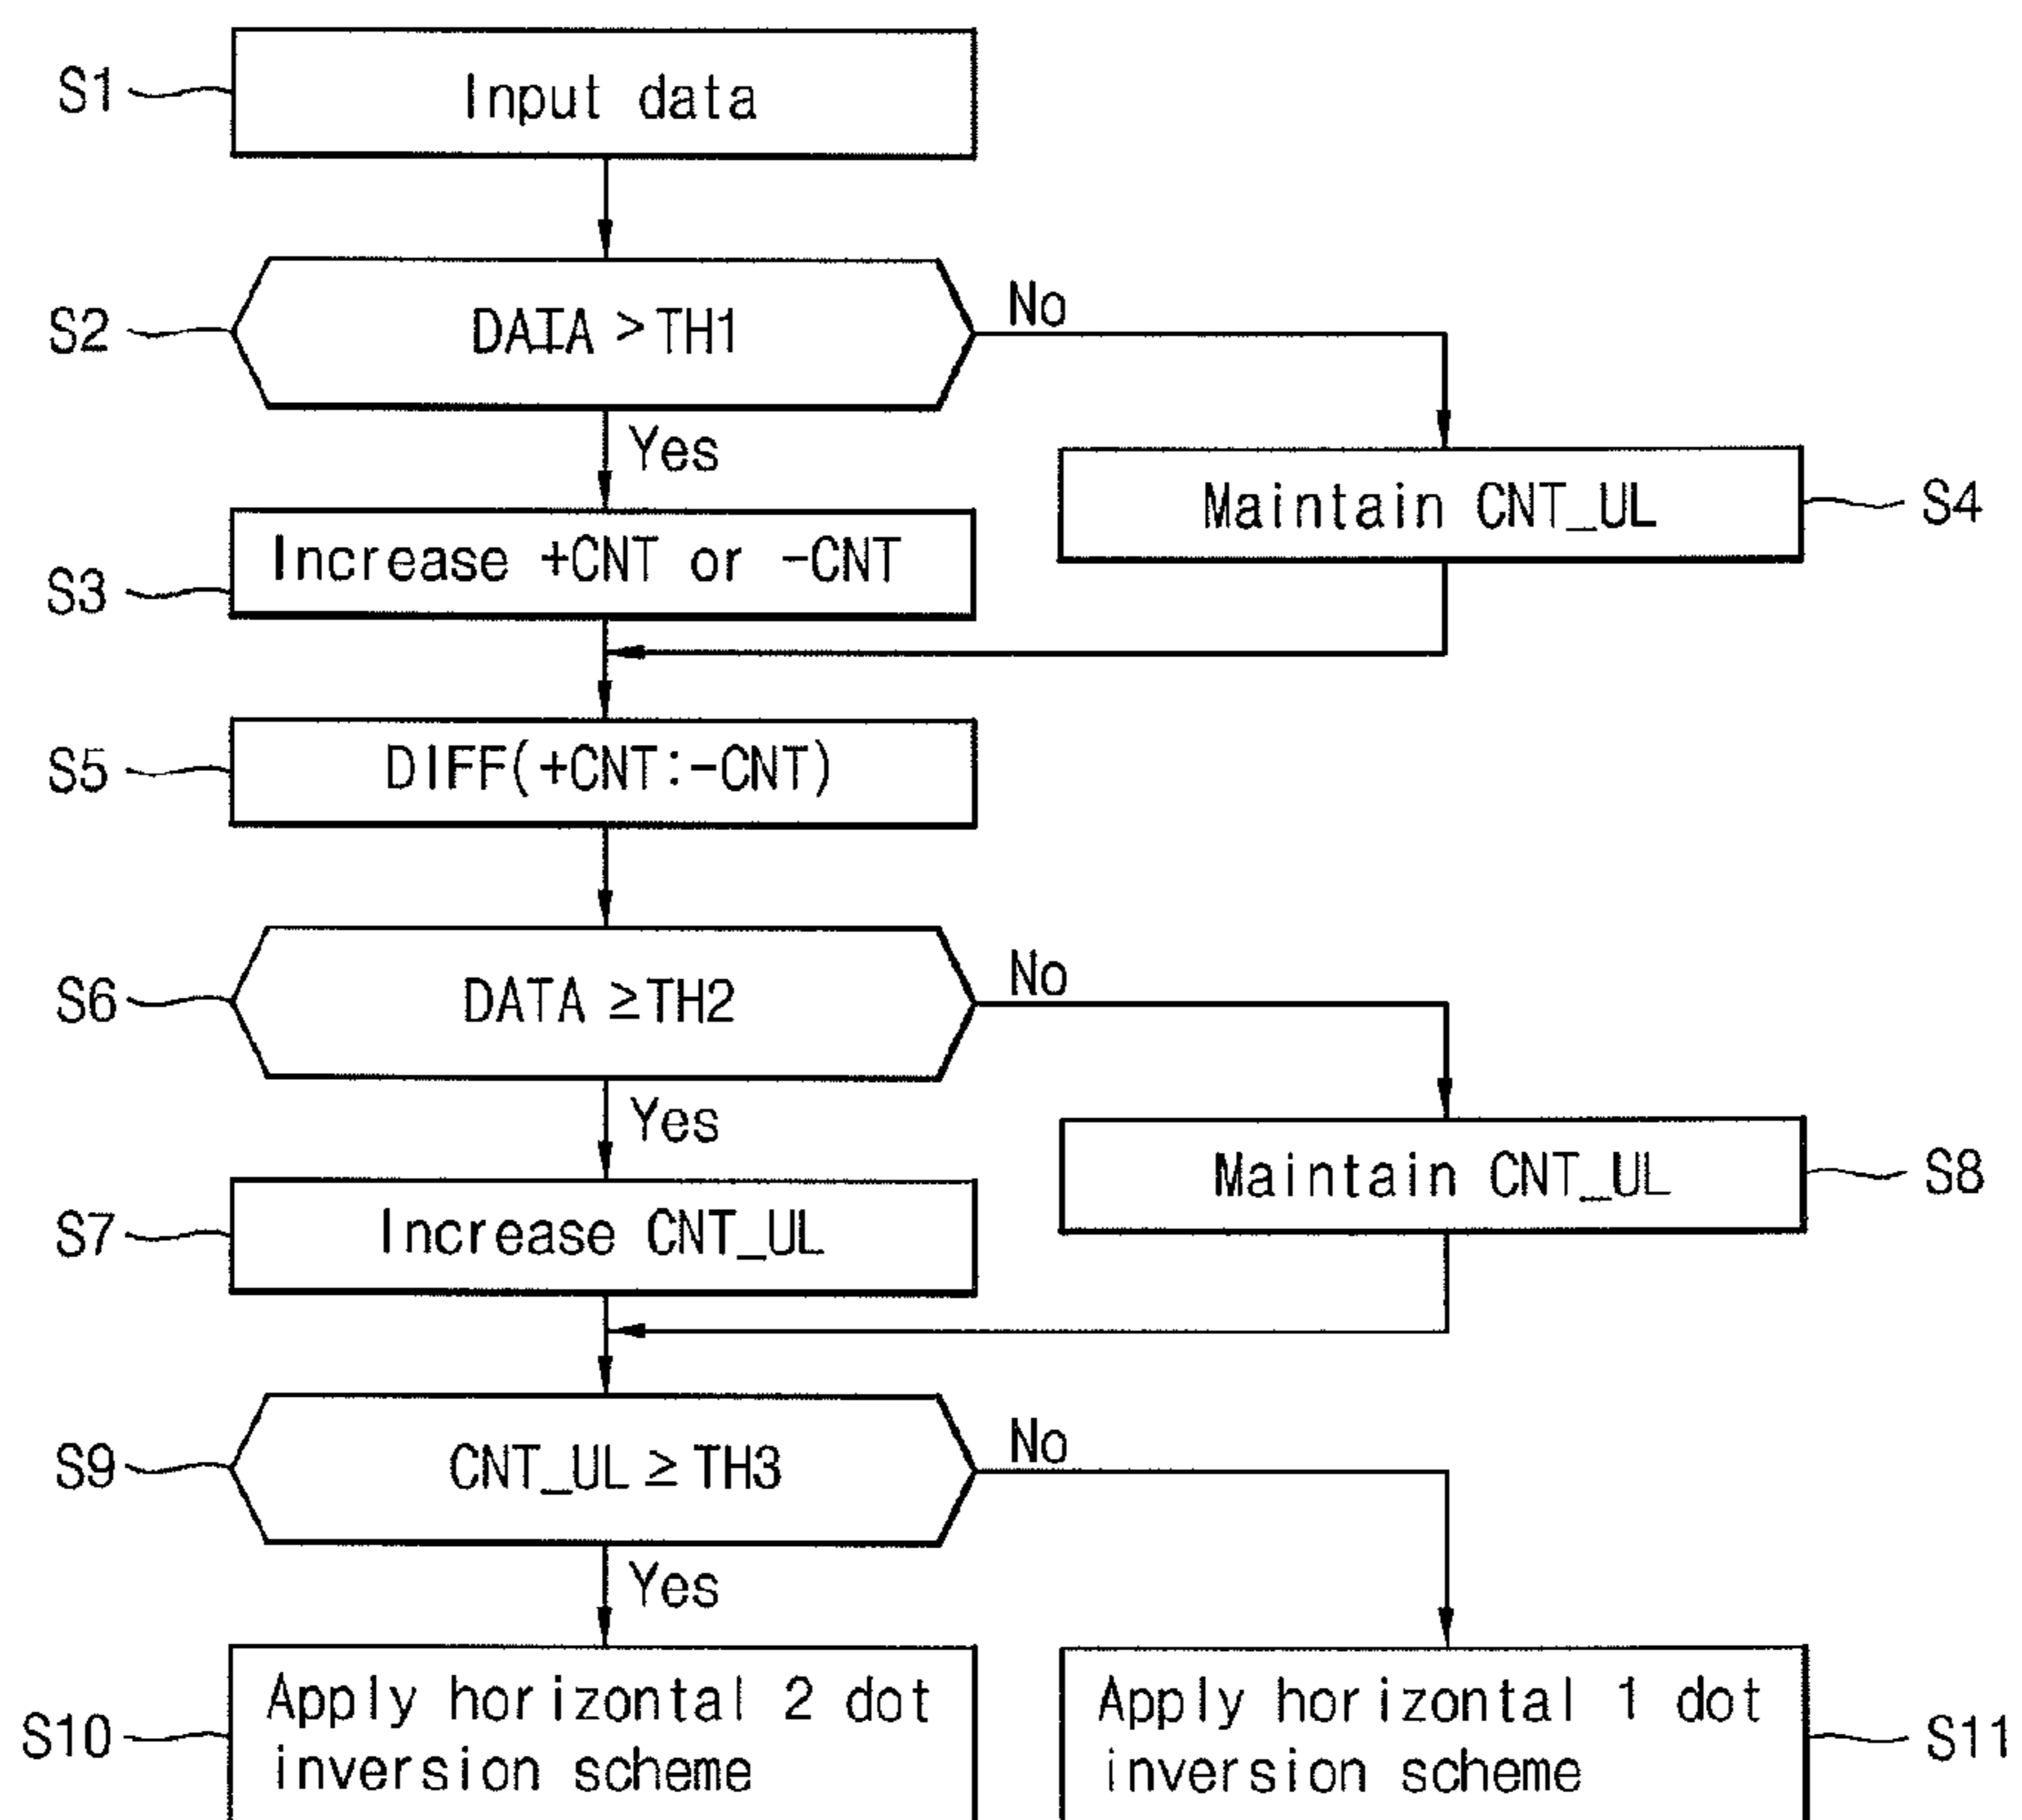 S1
Input data
S2
DATA > TH1
No
Yes
Maintain CNT_UL
S4
S3
Increase +CNT or -CNT
S5
DIFF(+CNT:-CNT)
S6
DATA ≥TH2
No
Yes
Maintain CNT_UL
S8
S7
Increase CNT_UL
S9
CNT_UL ≥ TH3
No
Yes
S10
Apply horizontal 2 dot
inversion scheme
Apply horizontal 1 dot
inversion scheme
S11